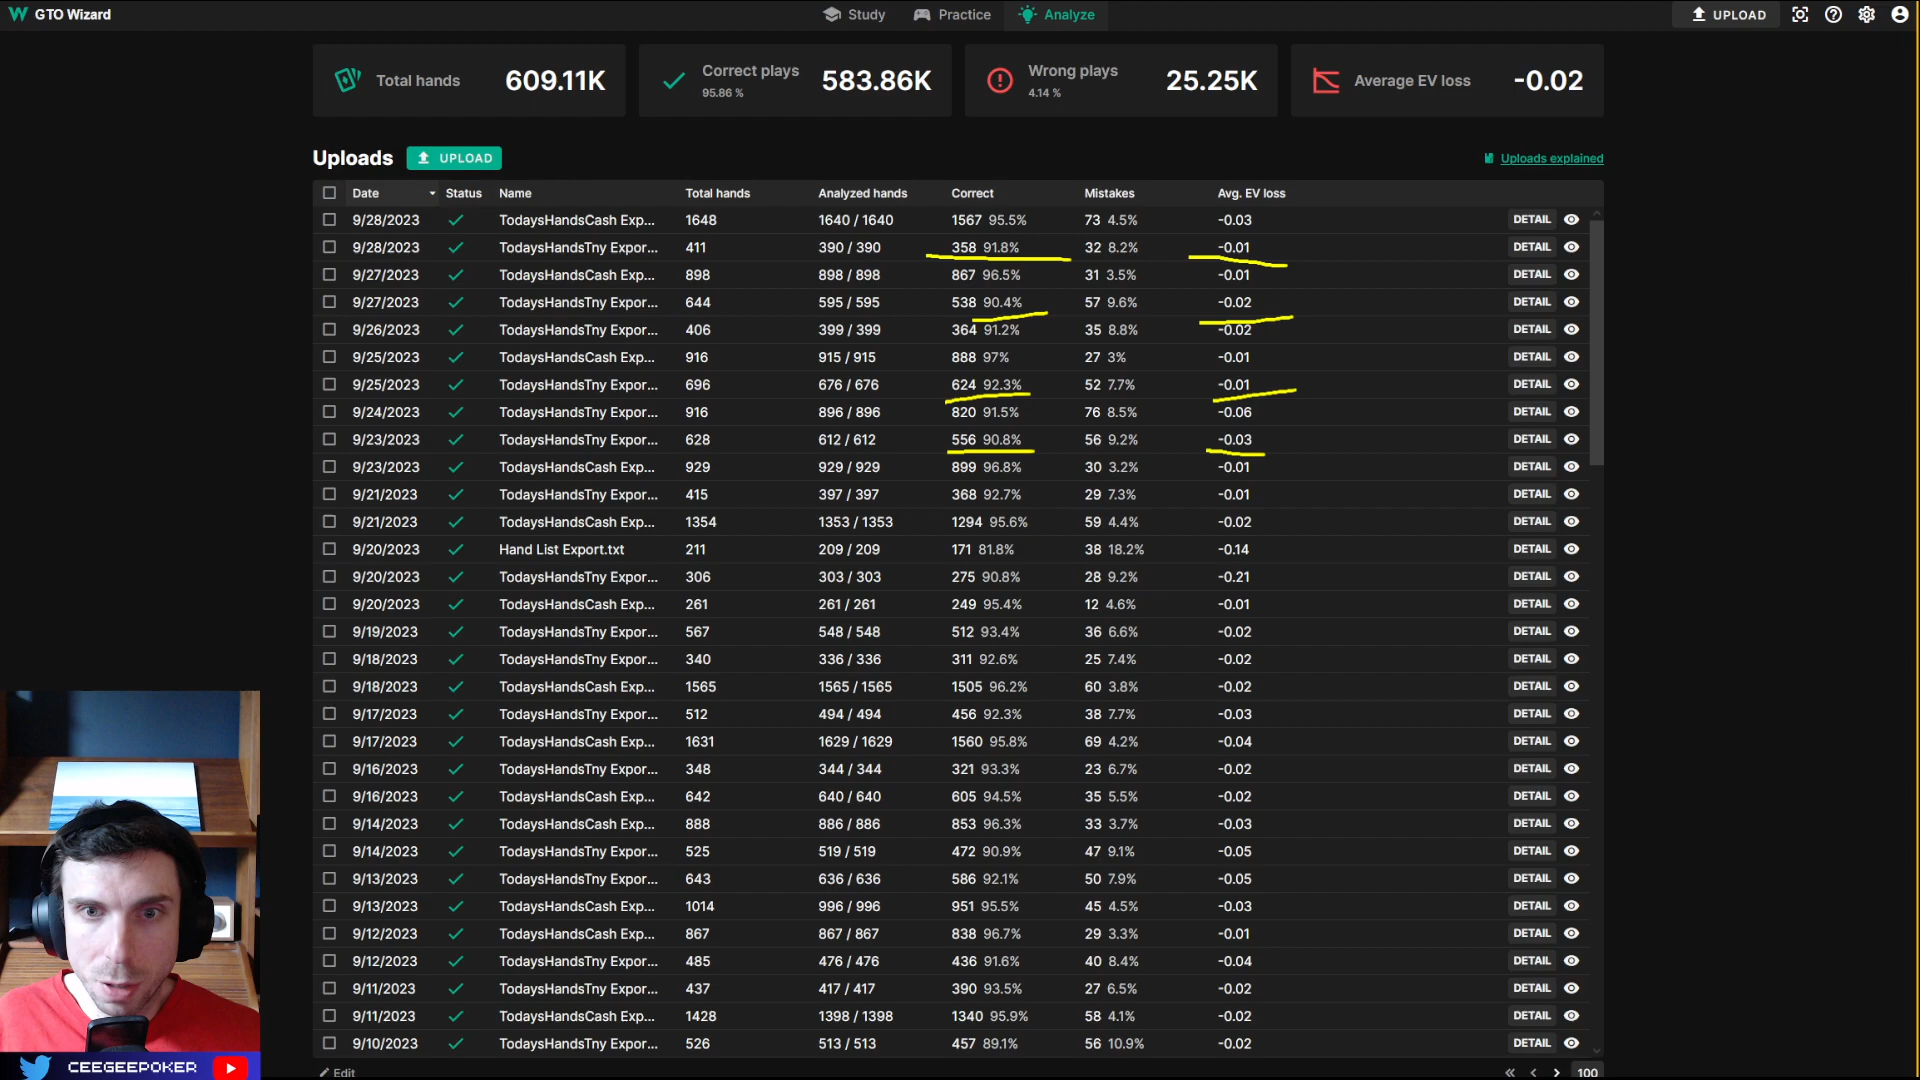 GTO Wizard
Study
Practice
Analyze
UPLOAD
Total hands 609.11K
Correct plays 95.86 % 583.86K
Wrong plays 4.14 % 25.25K
Average EV loss -0.02
Uploads UPLOAD Uploads explained
Date Status Name Total hands Analyzed hands Correct Mistakes Avg. EV loss
9/28/2023 TodaysHandsCash Exp... 1648 1640 / 1640 1567 95.5% 73 4.5% -0.03 DETAIL
9/28/2023 TodaysHandsTny Expor... 411 390 / 390 358 91.8% 32 8.2% -0.01 DETAIL
9/27/2023 TodaysHandsCash Exp... 898 898 / 898 867 96.5% 31 3.5% -0.01 DETAIL
9/27/2023 TodaysHandsTny Expor... 644 595 / 595 538 90.4% 57 9.6% -0.02 DETAIL
9/26/2023 TodaysHandsTny Expor... 406 399 / 399 364 91.2% 35 8.8% -0.02 DETAIL
9/25/2023 TodaysHandsCash Exp... 916 915 / 915 888 97% 27 3% -0.01 DETAIL
9/25/2023 TodaysHandsTny Expor... 696 676 / 676 624 92.3% 52 7.7% -0.01 DETAIL
9/24/2023 TodaysHandsTny Expor... 916 896 / 896 820 91.5% 76 8.5% -0.06 DETAIL
9/23/2023 TodaysHandsTny Expor... 628 612 / 612 556 90.8% 56 9.2% -0.03 DETAIL
9/23/2023 TodaysHandsCash Exp... 929 929 / 929 899 96.8% 30 3.2% -0.01 DETAIL
9/21/2023 TodaysHandsTny Expor... 415 397 / 397 368 92.7% 29 7.3% -0.01 DETAIL
9/21/2023 TodaysHandsCash Exp... 1354 1353 / 1353 1294 95.6% 59 4.4% -0.02 DETAIL
9/20/2023 Hand List Export.txt 211 209 / 209 171 81.8% 38 18.2% -0.14 DETAIL
9/20/2023 TodaysHandsTny Expor... 306 303 / 303 275 90.8% 28 9.2% -0.21 DETAIL
9/20/2023 TodaysHandsCash Exp... 261 261 / 261 249 95.4% 12 4.6% -0.01 DETAIL
9/19/2023 TodaysHandsTny Expor... 567 548 / 548 512 93.4% 36 6.6% -0.02 DETAIL
9/18/2023 TodaysHandsTny Expor... 340 336 / 336 311 92.6% 25 7.4% -0.02 DETAIL
9/18/2023 TodaysHandsCash Exp... 1565 1565 / 1565 1505 96.2% 60 3.8% -0.02 DETAIL
9/17/2023 TodaysHandsTny Expor... 512 494 / 494 456 92.3% 38 7.7% -0.03 DETAIL
9/17/2023 TodaysHandsCash Exp... 1631 1629 / 1629 1560 95.8% 69 4.2% -0.04 DETAIL
9/16/2023 TodaysHandsTny Expor... 348 344 / 344 321 93.3% 23 6.7% -0.02 DETAIL
9/16/2023 TodaysHandsCash Exp... 642 640 / 640 605 94.5% 35 5.5% -0.02 DETAIL
9/14/2023 TodaysHandsCash Exp... 888 886 / 886 853 96.3% 33 3.7% -0.03 DETAIL
9/14/2023 TodaysHandsTny Expor... 525 519 / 519 472 90.9% 47 9.1% -0.05 DETAIL
9/13/2023 TodaysHandsTny Expor... 643 636 / 636 586 92.1% 50 7.9% -0.05 DETAIL
9/13/2023 TodaysHandsCash Exp... 1014 996 / 996 951 95.5% 45 4.5% -0.03 DETAIL
9/12/2023 TodaysHandsCash Exp... 867 867 / 867 838 96.7% 29 3.3% -0.01 DETAIL
9/12/2023 TodaysHandsTny Expor... 485 476 / 476 436 91.6% 40 8.4% -0.04 DETAIL
9/11/2023 TodaysHandsTny Expor... 437 417 / 417 390 93.5% 27 6.5% -0.02 DETAIL
9/11/2023 TodaysHandsCash Exp... 1428 1398 / 1398 1340 95.9% 58 4.1% -0.02 DETAIL
9/10/2023 TodaysHandsTny Expor... 526 513 / 513 457 89.1% 56 10.9% -0.02 DETAIL
Edit 100
CEEGEEPOKER